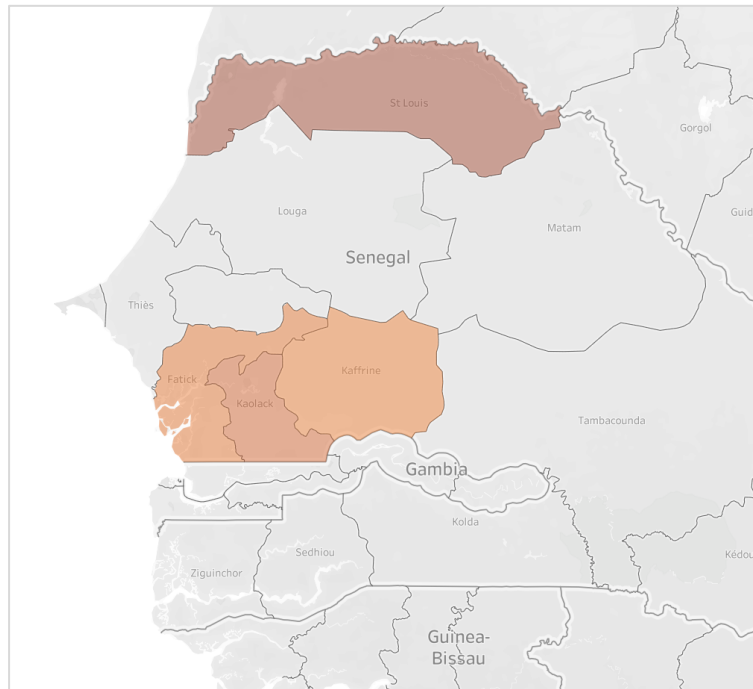 St Louis
Gorgol
Guid
Louga
Matam
Senegal
Thiès
Fatick
Kaffrine
Kaolack
Tambacounda
Gambia
Kolda
Sedhiou
Kédou
Ziguinchor
Guinea-
Bissau